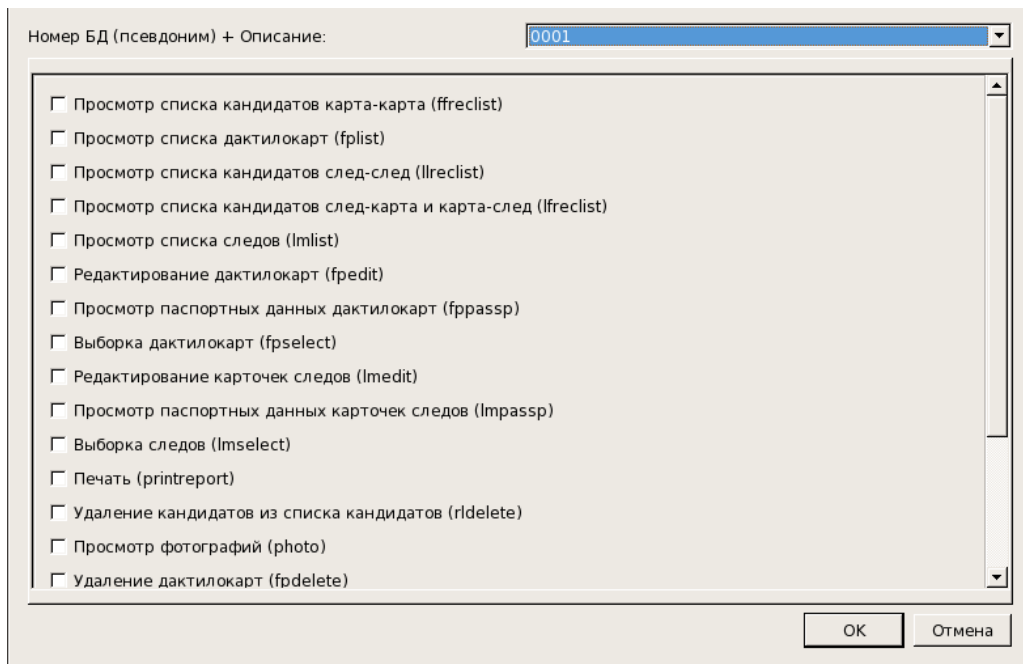 Номер БД (псевдоним) + Описание: 0001
Просмотр списка кандидатов карта-карта (ffreclist)
Просмотр списка дактилокарт (fplist)
Просмотр списка кандидатов след-след (llreclist)
Просмотр списка кандидатов след-карта и карта-след (lfreclist)
Просмотр списка следов (lmlist)
Редактирование дактилокарт (fpedit)
Просмотр паспортных данных дактилокарт (fppassp)
Выборка дактилокарт (fpselect)
Редактирование карточек следов (lmedit)
Просмотр паспортных данных карточек следов (lmpassp)
Выборка следов (lmselect)
Печать (printreport)
Удаление кандидатов из списка кандидатов (rldelete)
Просмотр фотографий (photo)
Удаление дактилокарт (fpdelete)
OK Отмена